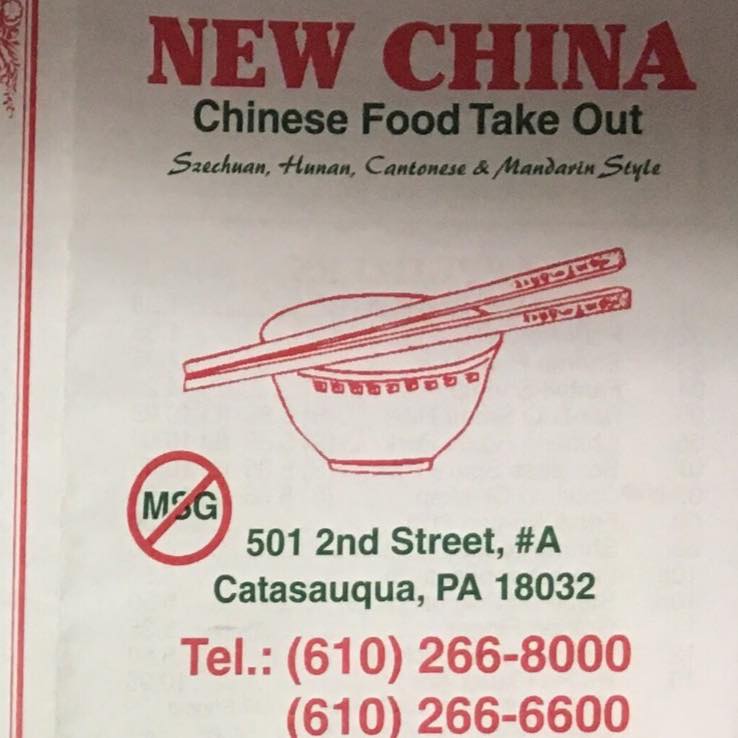 NEW CHINA
Chinese Food Take Out
Szechuan, Hunan, Cantonese & Mandarin Style
MSG
501 2nd Street, #A
Catasauqua, PA 18032
Tel.: (610) 266-8000
(610) 266-6600